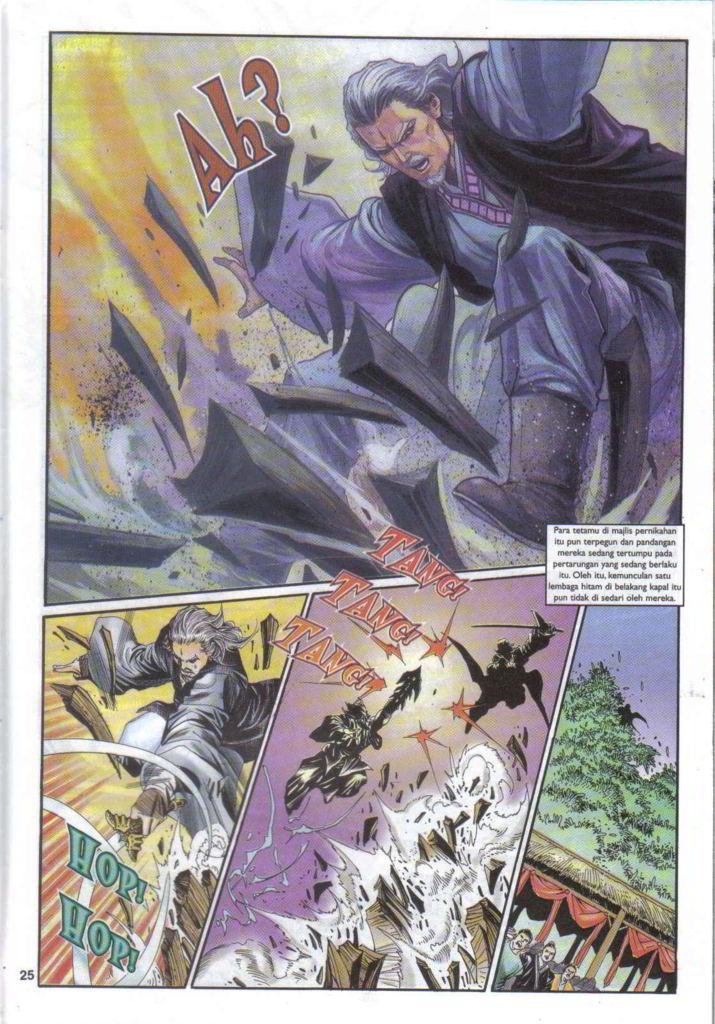 Ah?
Para tetamu di majlis pernikahan
itu pun terpegun dan pandangan
mereka sedang tertumpu pada
pertarungan yang sedang berlaku
itu. Oleh itu, kemunculan satu
lembaga hitam di belakang kapal itu
pun tidak di sedari oleh mereka.
TANG!
TANG!
TANG!
HOP!
HOP!
25